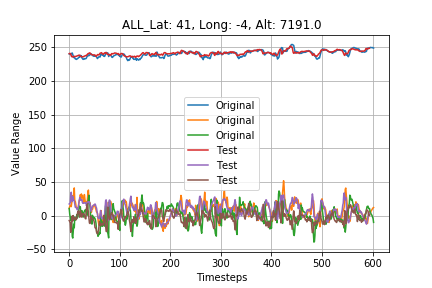 ALL_Lat: 41, Long: -4, Alt: 7191.0
250
200
150
100
50
0
−50
Value Range
Original
Original
Original
Test
Test
Test
0 100 200 300 400 500 600
Timesteps